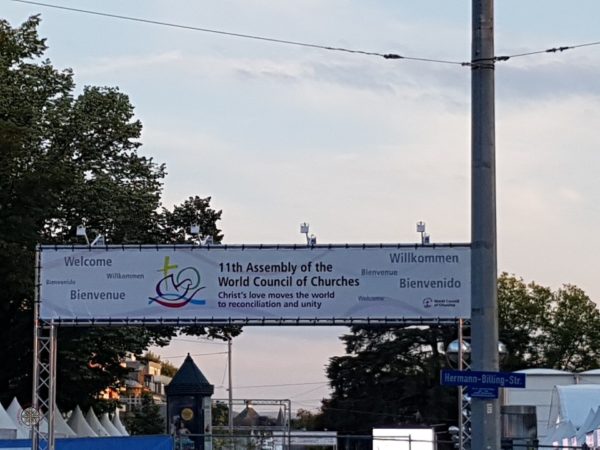 Welcome
Willkommen
Bienvenido
Bienvenue
11th Assembly of the
World Council of Churches
Christ's love moves the world
to reconciliation and unity
Willkommen
Bienvenue
Bienvenido
Welcome
World Council
of Churches
Hermann-Billing-Str.